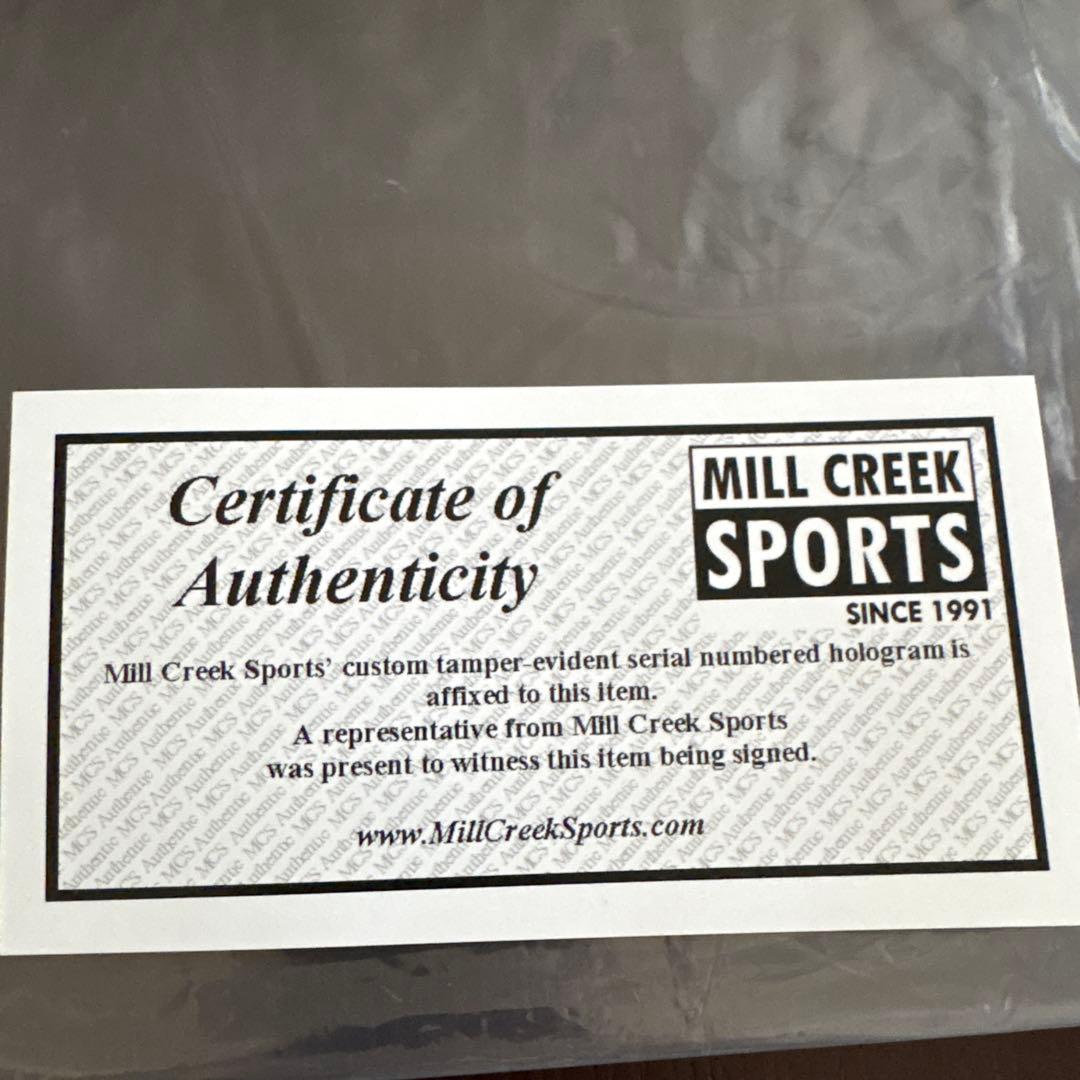 Certificate of
Authenticity
MILL CREEK
SPORTS
SINCE 1991
Mill Creek Sports’ custom tamper-evident serial numbered hologram is
affixed to this item.
A representative from Mill Creek Sports
was present to witness this item being signed.
www.MillCreekSports.com
MCS Authentic